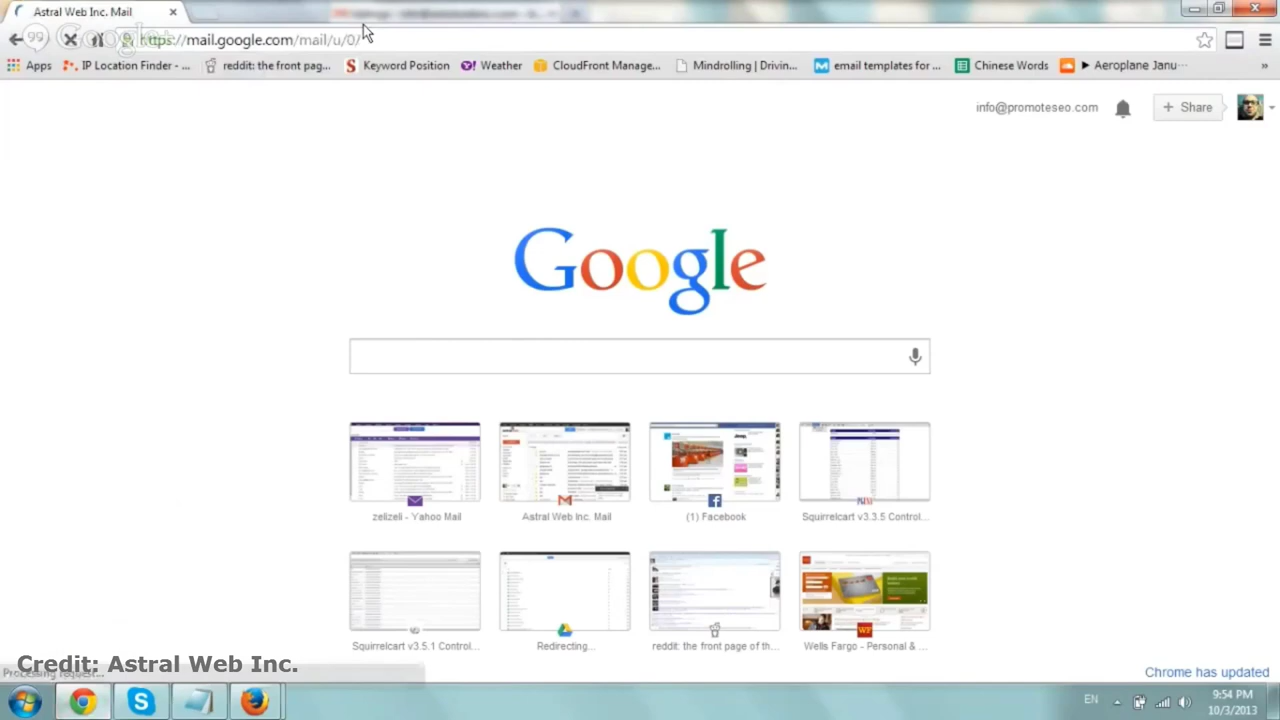 Astral Web Inc. Mail
https://mail.google.com/mail/u/0/
Apps
IP Location Finder - ...
reddit: the front pag...
Keyword Position
Weather
CloudFront Manage...
Mindrolling | Drivin...
email templates for ...
Chinese Words
► Aeroplane Janu...
»
info@promoteseo.com
+ Share
Google
zelizeli - Yahoo Mail
Astral Web Inc. Mail
(1) Facebook
Squirrelcart v3.3.5 Control...
Squirrelcart v3.5.1 Control...
Redirecting...
reddit: the front page of th...
Wells Fargo - Personal & ...
Credit: Astral Web Inc.
Processing request...
Chrome has updated
EN
9:54 PM
10/3/2013